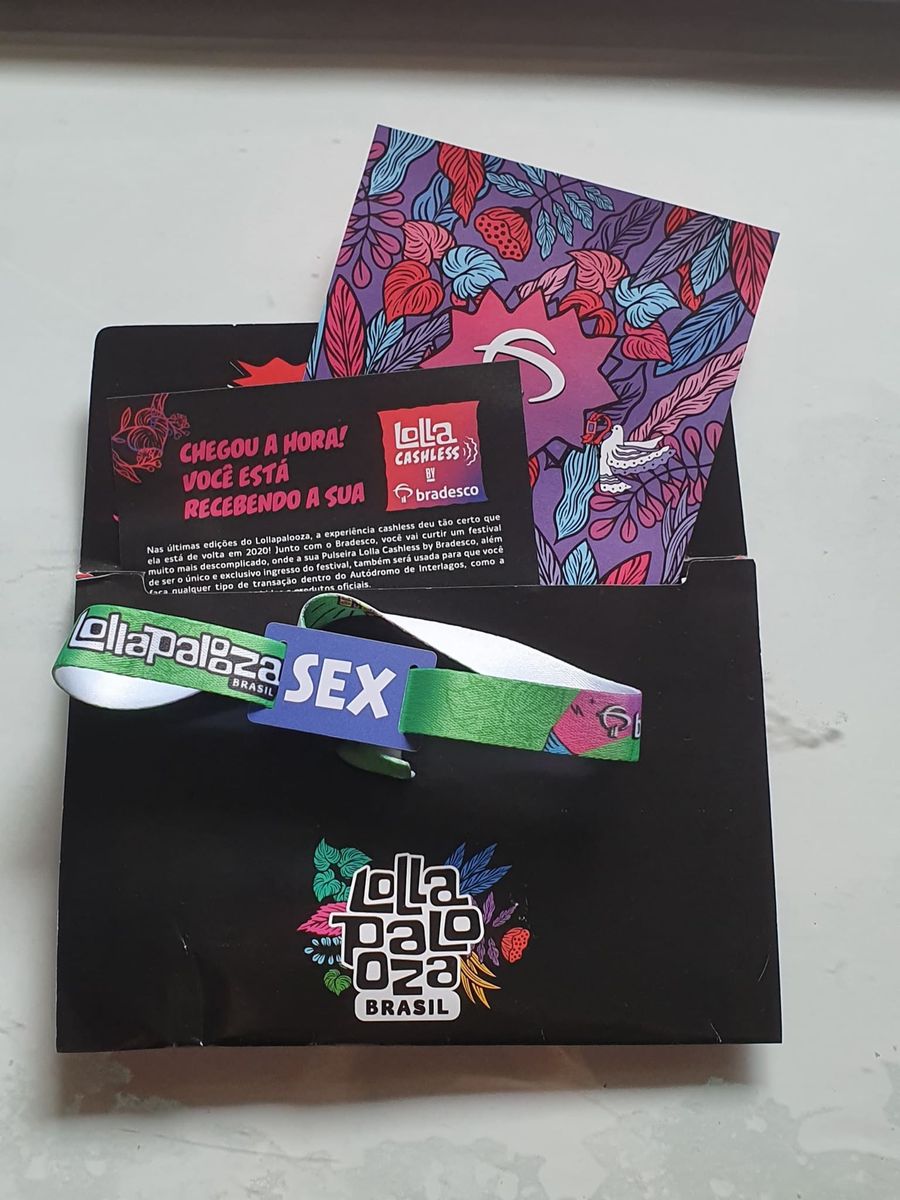 CHEGOU A HORA!
VOCÊ ESTÁ
RECEBENDO A SUA
Lolla
CASHLESS
BY
bradesco
Nas últimas edições do Lollapalooza, a experiência cashless deu tão certo que
ela está de volta em 2020! Junto com o Bradesco, você vai curtir um festival
muito mais descomplicado, onde a sua Pulseira Lolla Cashless by Bradesco, além
de ser o único e exclusivo ingresso do festival, também será usada para que você
faça qualquer tipo de transação dentro do Autódromo de Interlagos, como a
produtos oficiais.
Lollapalooza
BRASIL
SEX
Lolla
palo
oza
BRASIL